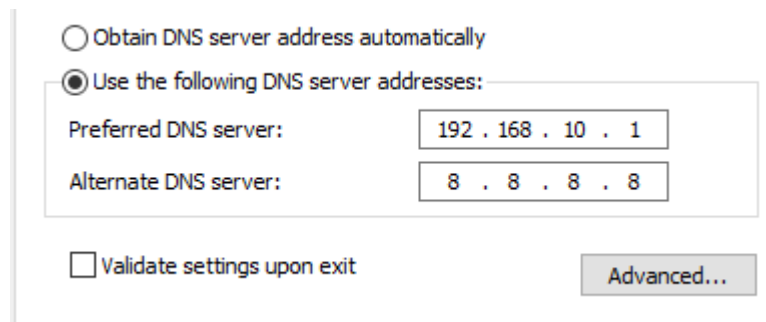 Obtain DNS server address automatically
Use the following DNS server addresses:
Preferred DNS server: 192 . 168 . 10 . 1
Alternate DNS server: 8 . 8 . 8 . 8
Validate settings upon exit
Advanced...